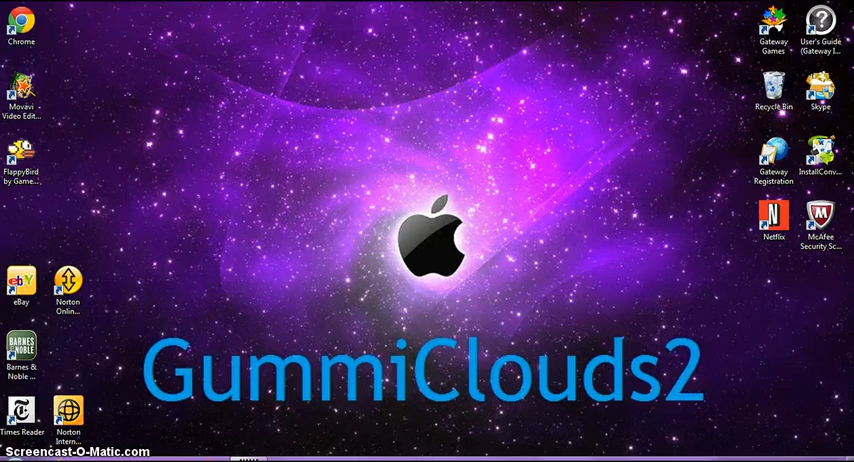 Chrome
Movavi
Video Edit...
FlappyBird
by Game...
eBay
Norton
Onlin...
BARNES
&NOBLE
Barnes &
Noble ...
Times Reader
Norton
Intern...
Gateway
Games
User's Guide
(Gateway I...
Recycle Bin
Skype
Gateway
Registration
InstallConv...
N
Netflix
M
McAfee
Security Sc...
GummiClouds2
Screencast-O-Matic.com